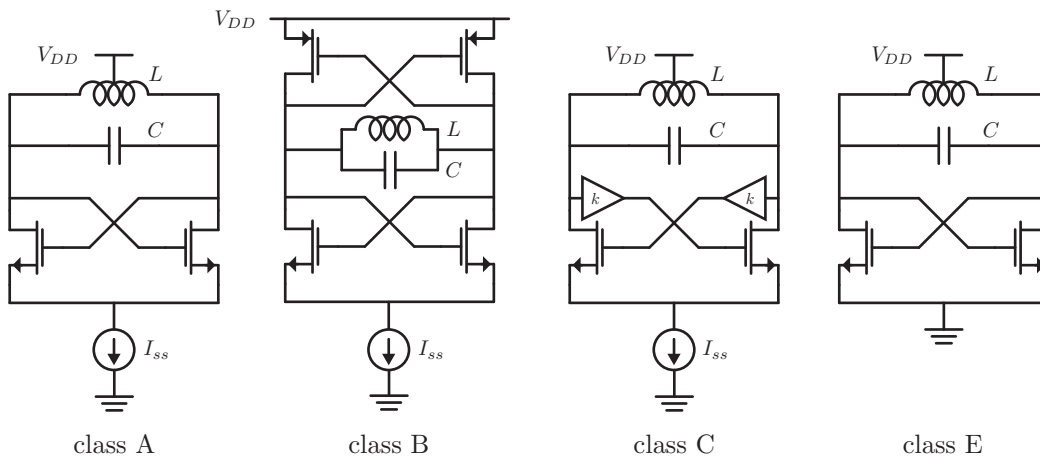 V_DD
L
C
I_ss
class A
V_DD
L
C
I_ss
class B
V_DD
L
C
k
k
I_ss
class C
V_DD
L
C
class E